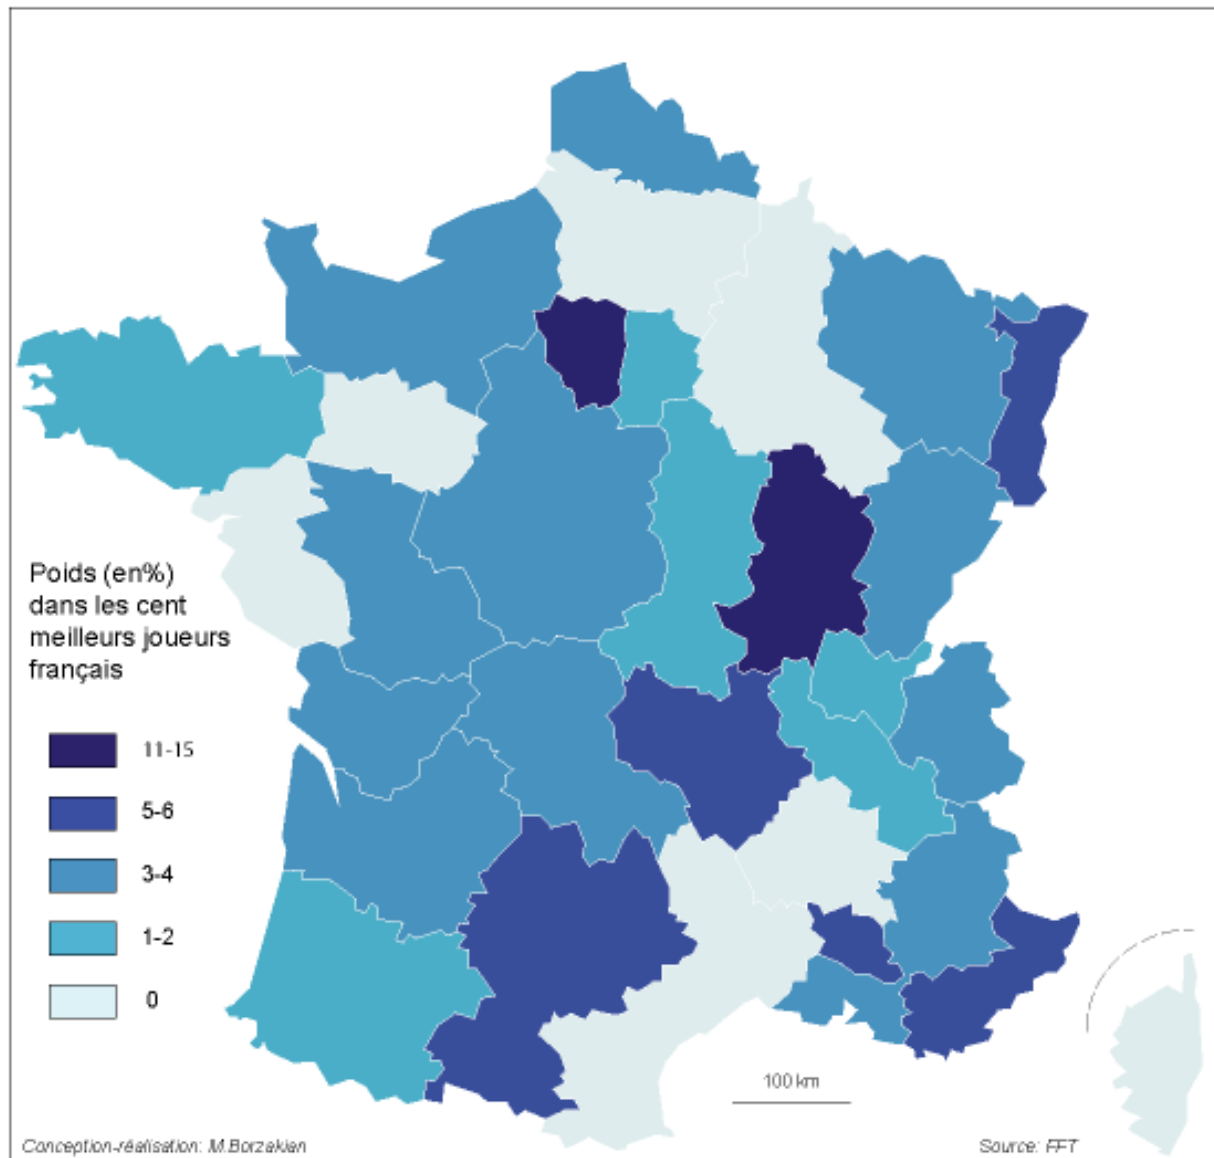 Poids (en%)
dans les cent
meilleurs joueurs
français
11-15
5-6
3-4
1-2
0
100 km
Conception-réalisation: M.Borzakian
Source: FFT